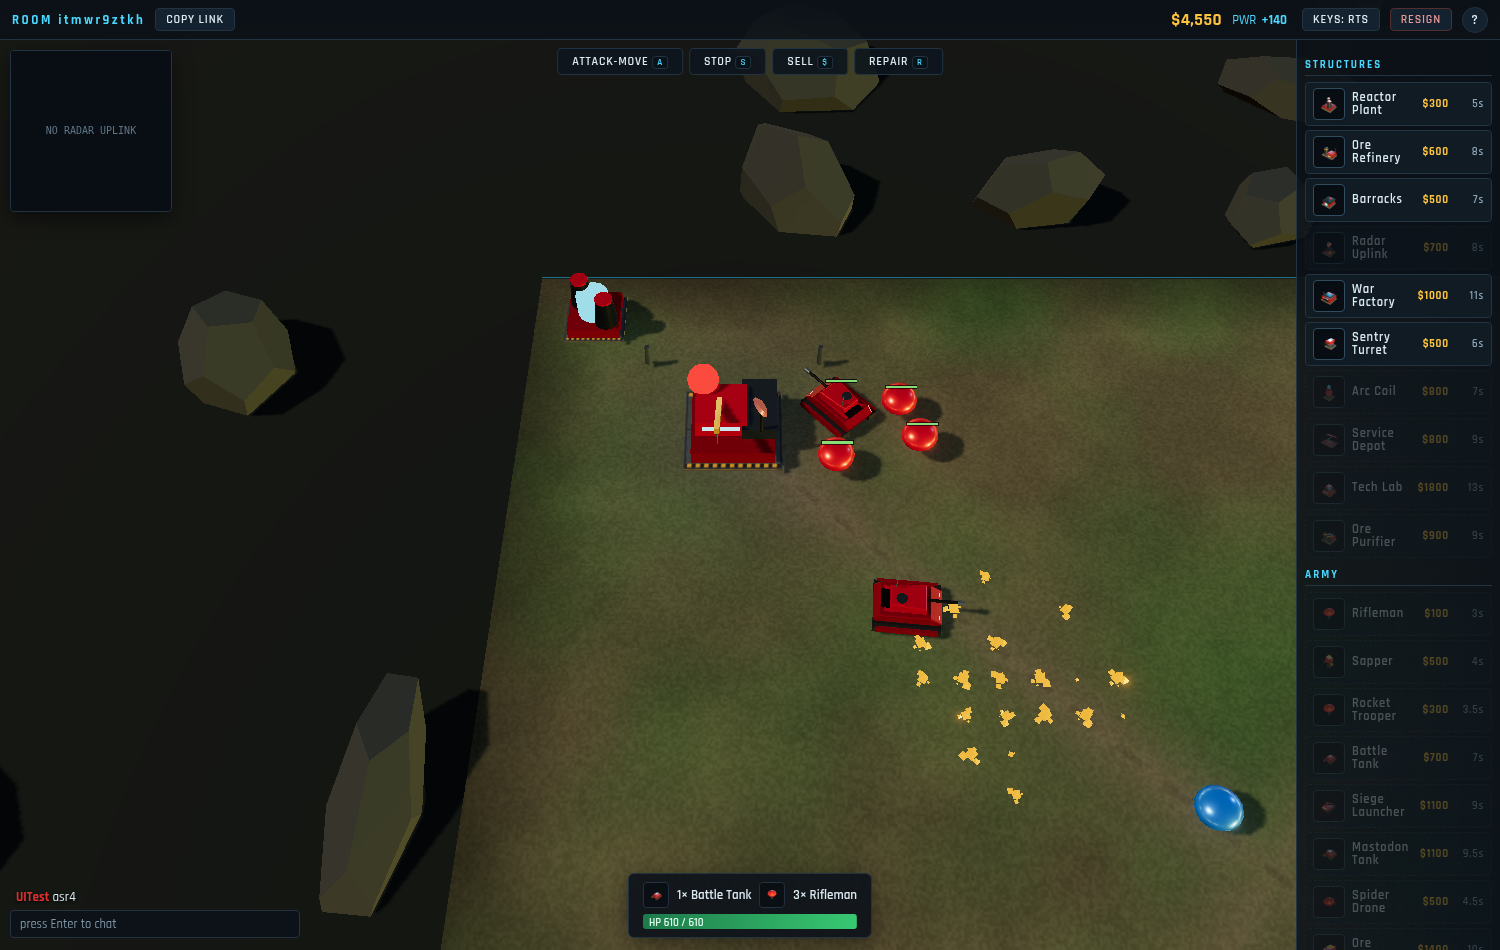 ROOM itmwr9ztkh
COPY LINK
$4,550 PWR +140
KEYS: RTS
RESIGN
?
ATTACK-MOVE A
STOP S
SELL $
REPAIR R
NO RADAR UPLINK
STRUCTURES
Reactor Plant $300 5s
Ore Refinery $600 8s
Barracks $500 7s
Radar Uplink $700 8s
War Factory $1000 11s
Sentry Turret $500 6s
Arc Coil $800 7s
Service Depot $800 9s
Tech Lab $1800 13s
Ore Purifier $900 9s
ARMY
Rifleman $100 3s
Sapper $500 4s
Rocket Trooper $300 3.5s
Battle Tank $700 7s
Siege Launcher $1100 9s
Mastodon Tank $1100 9.5s
Spider Drone $500 4.5s
Ore
UITest asr4
press Enter to chat
1× Battle Tank
3× Rifleman
HP 610 / 610